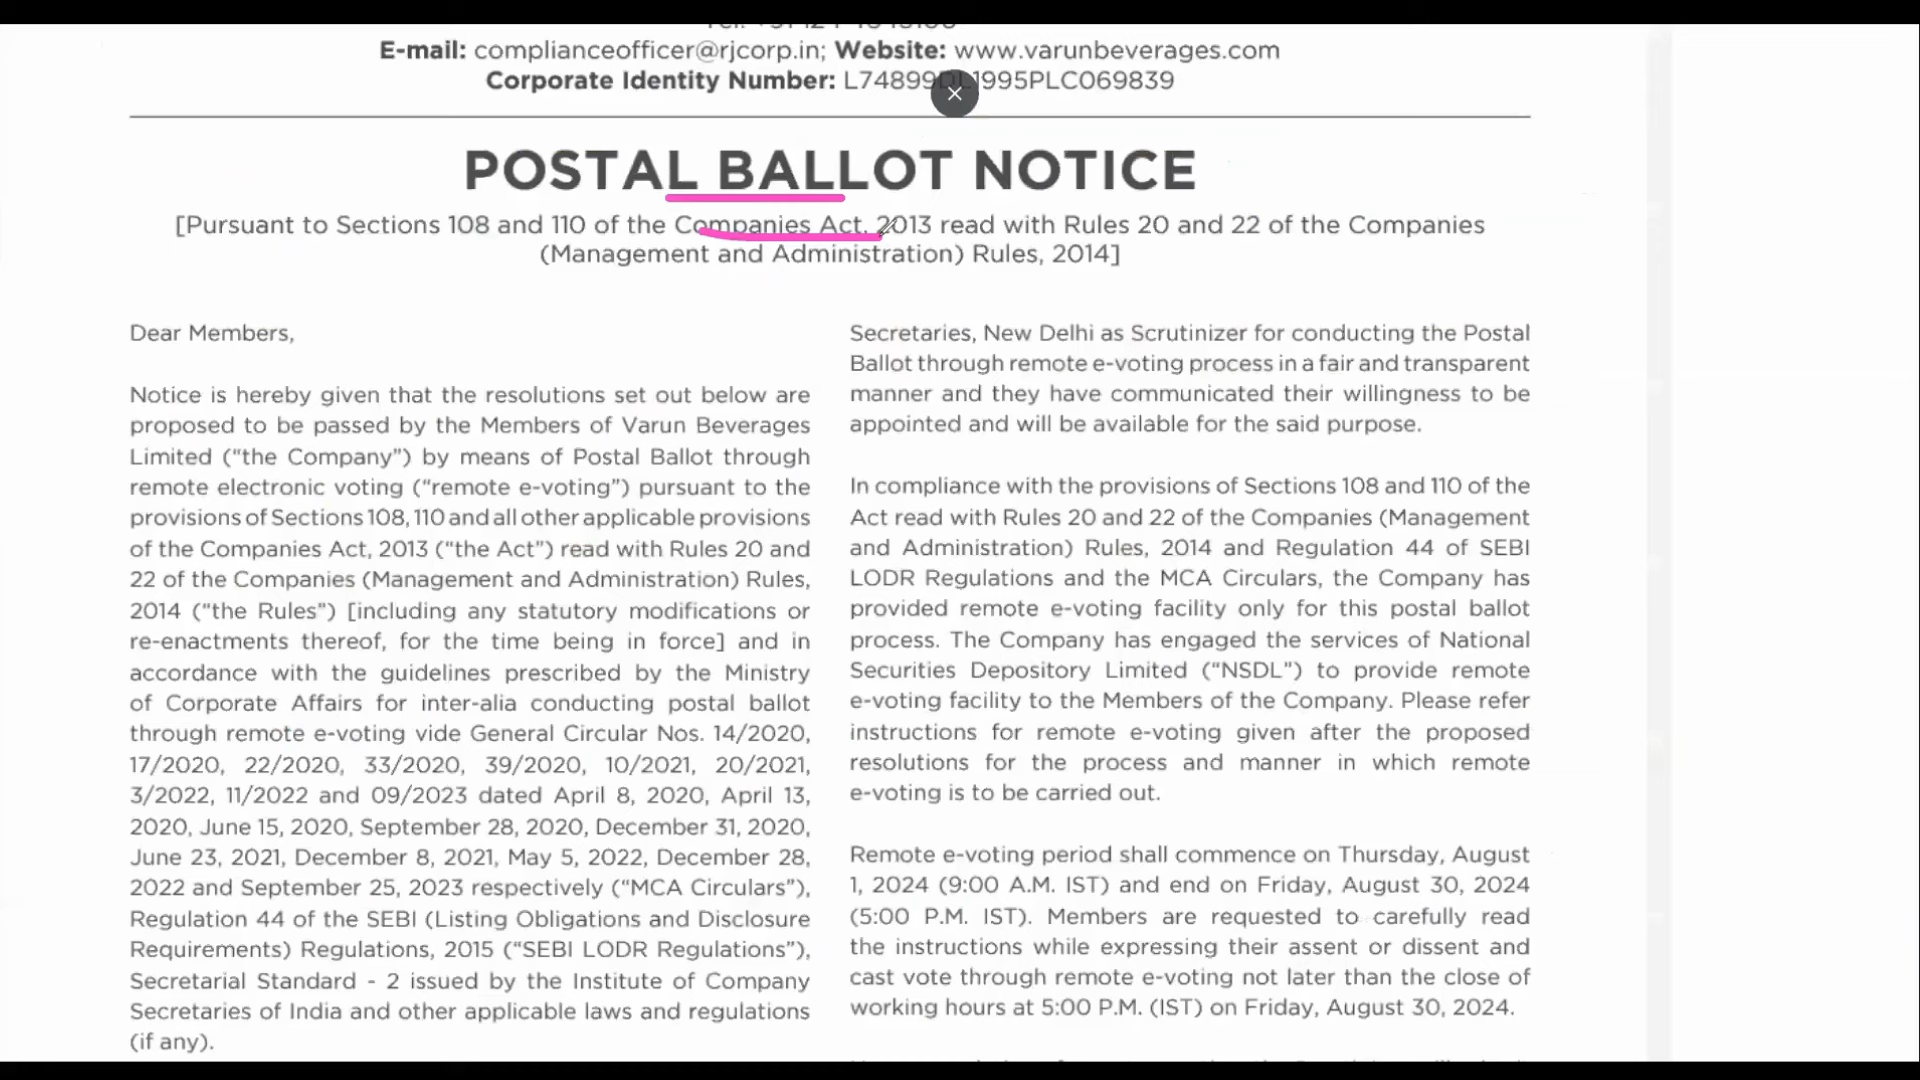 E-mail: complianceofficer@rjcorp.in; Website: www.varunbeverages.com
Corporate Identity Number: L74899DL1995PLC069839
POSTAL BALLOT NOTICE
[Pursuant to Sections 108 and 110 of the Companies Act, 2013 read with Rules 20 and 22 of the Companies
(Management and Administration) Rules, 2014]
Dear Members,
Notice is hereby given that the resolutions set out below are
proposed to be passed by the Members of Varun Beverages
Limited (“the Company”) by means of Postal Ballot through
remote electronic voting (“remote e-voting”) pursuant to the
provisions of Sections 108, 110 and all other applicable provisions
of the Companies Act, 2013 (“the Act”) read with Rules 20 and
22 of the Companies (Management and Administration) Rules,
2014 (“the Rules”) [including any statutory modifications or
re-enactments thereof, for the time being in force] and in
accordance with the guidelines prescribed by the Ministry
of Corporate Affairs for inter-alia conducting postal ballot
through remote e-voting vide General Circular Nos. 14/2020,
17/2020, 22/2020, 33/2020, 39/2020, 10/2021, 20/2021,
3/2022, 11/2022 and 09/2023 dated April 8, 2020, April 13,
2020, June 15, 2020, September 28, 2020, December 31, 2020,
June 23, 2021, December 8, 2021, May 5, 2022, December 28,
2022 and September 25, 2023 respectively (“MCA Circulars”),
Regulation 44 of the SEBI (Listing Obligations and Disclosure
Requirements) Regulations, 2015 (“SEBI LODR Regulations”),
Secretarial Standard - 2 issued by the Institute of Company
Secretaries of India and other applicable laws and regulations
(if any).
Secretaries, New Delhi as Scrutinizer for conducting the Postal
Ballot through remote e-voting process in a fair and transparent
manner and they have communicated their willingness to be
appointed and will be available for the said purpose.
In compliance with the provisions of Sections 108 and 110 of the
Act read with Rules 20 and 22 of the Companies (Management
and Administration) Rules, 2014 and Regulation 44 of SEBI
LODR Regulations and the MCA Circulars, the Company has
provided remote e-voting facility only for this postal ballot
process. The Company has engaged the services of National
Securities Depository Limited (“NSDL”) to provide remote
e-voting facility to the Members of the Company. Please refer
instructions for remote e-voting given after the proposed
resolutions for the process and manner in which remote
e-voting is to be carried out.
Remote e-voting period shall commence on Thursday, August
1, 2024 (9:00 A.M. IST) and end on Friday, August 30, 2024
(5:00 P.M. IST). Members are requested to carefully read
the instructions while expressing their assent or dissent and
cast vote through remote e-voting not later than the close of
working hours at 5:00 P.M. (IST) on Friday, August 30, 2024.